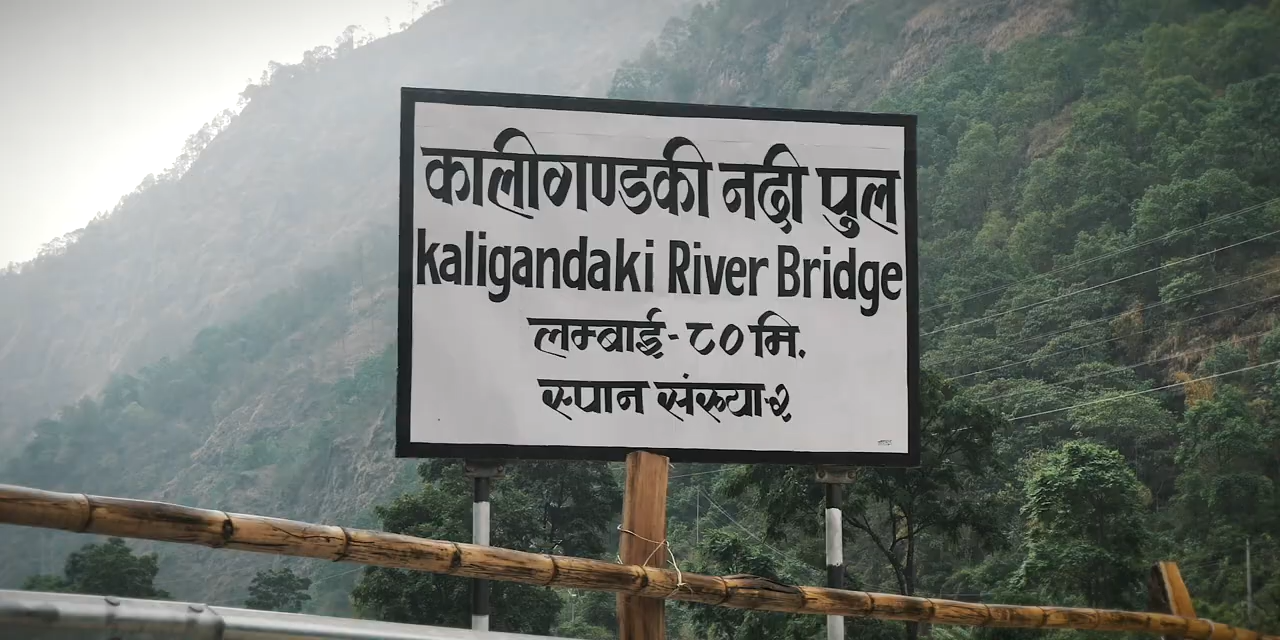 कालीगण्डकी नदी पुल
kaligandaki River Bridge
लम्बाई - ८० मि.
स्पान संख्या-२